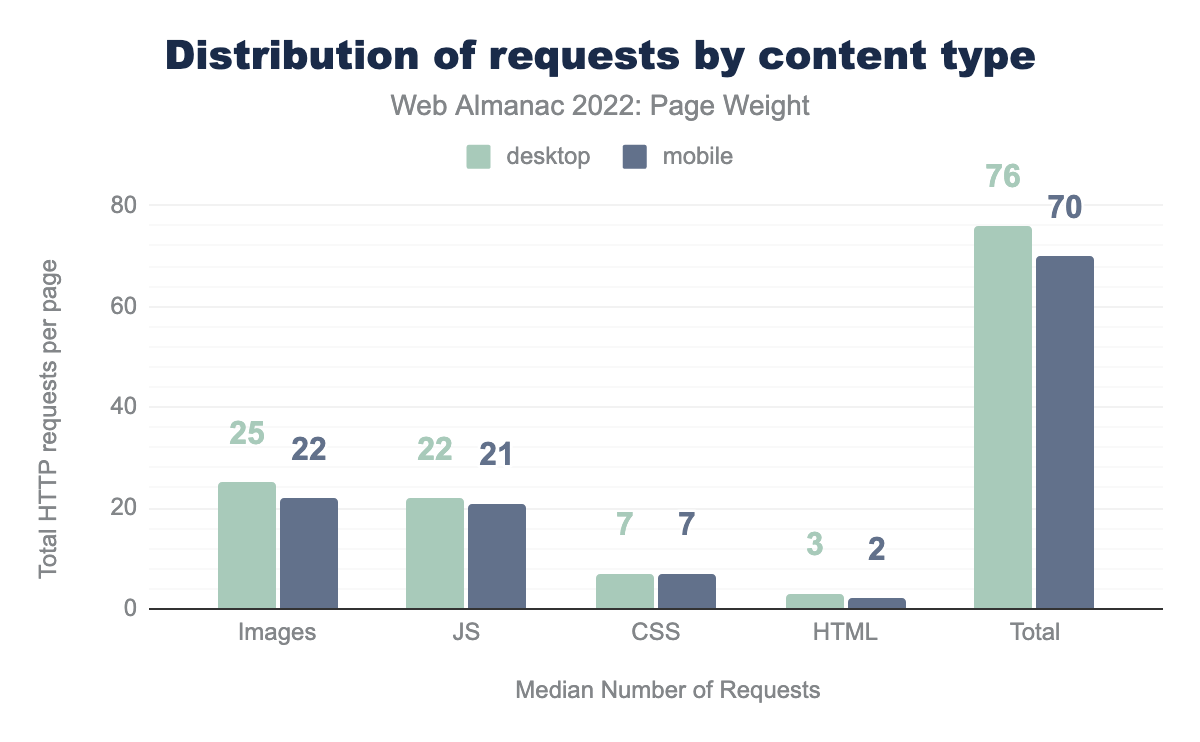 Distribution of requests by content type
Web Almanac 2022: Page Weight
desktop mobile
Total HTTP requests per page
80
60
40
20
0
25 22
22 21
7 7
3 2
76 70
Images JS CSS HTML Total
Median Number of Requests